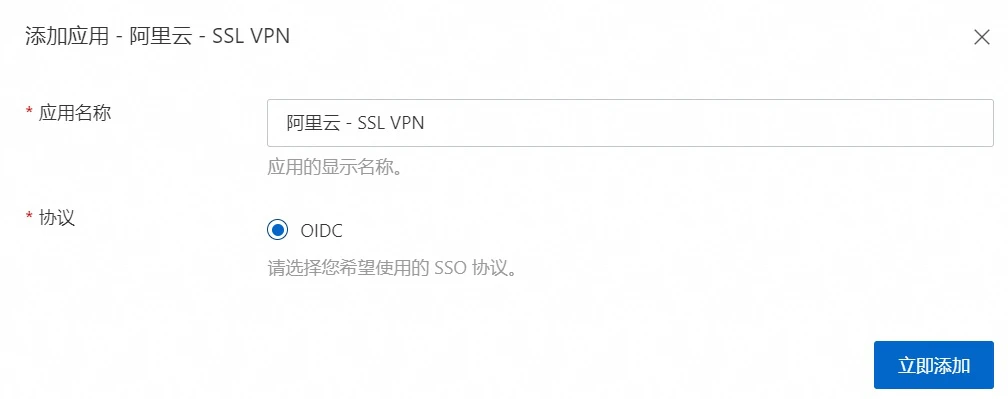 添加应用 - 阿里云 - SSL VPN
* 应用名称
阿里云 - SSL VPN
应用的显示名称。
* 协议
OIDC
请选择您希望使用的 SSO 协议。
立即添加